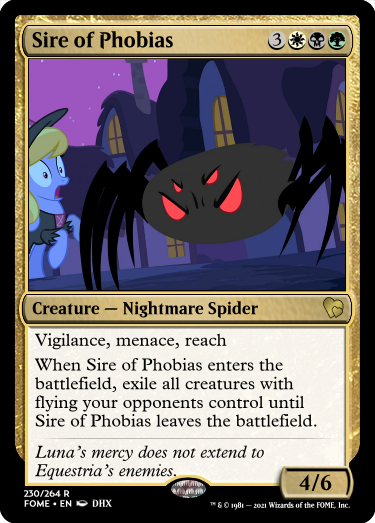 Sire of Phobias 3
Creature — Nightmare Spider
Vigilance, menace, reach
When Sire of Phobias enters the
battlefield, exile all creatures with
flying your opponents control until
Sire of Phobias leaves the battlefield.
Luna's mercy does not extend to
Equestria's enemies.
4/6
230/264 R
FOME • EN DHX
™ & © 1981 — 2021 Wizards of the FOME, Inc.